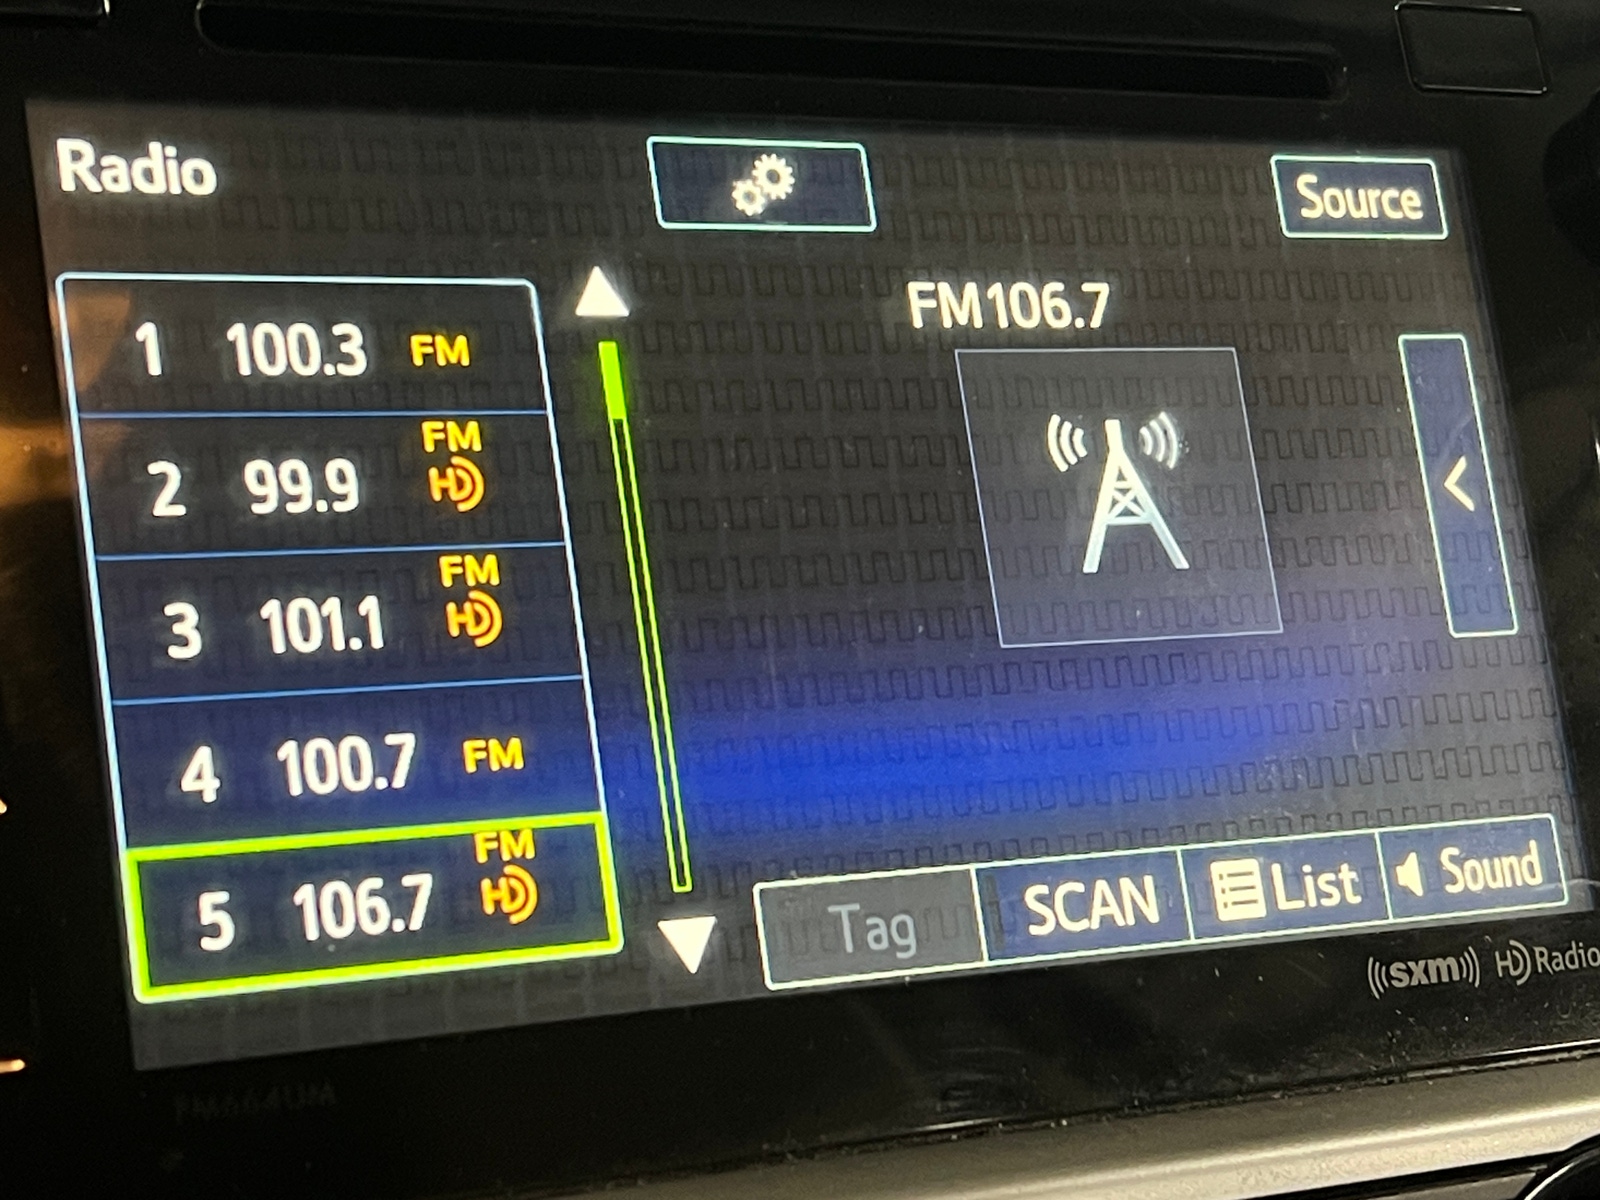 Radio
Source
1 100.3 FM
2 99.9 FM HD
3 101.1 FM HD
4 100.7 FM
5 106.7 FM HD
FM106.7
Tag SCAN List Sound
sxm HD Radio